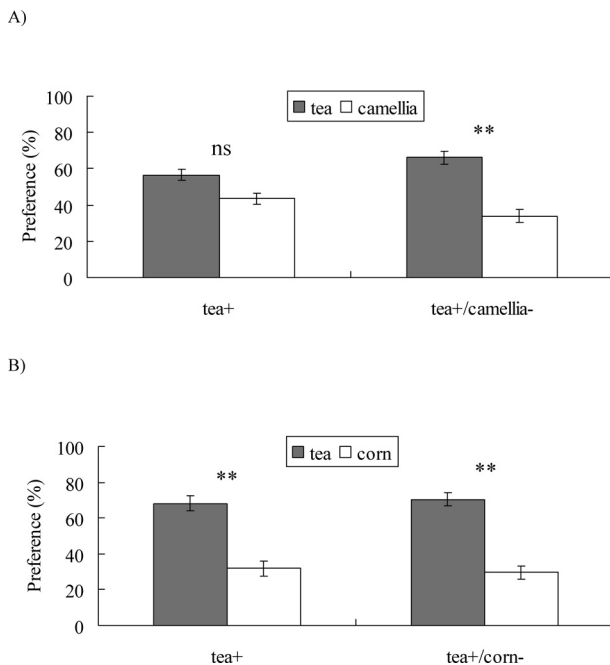 A)
100
80
60
40
20
0
Preference (%)
tea camellia
ns
**
tea+ tea+/camellia-
B)
100
80
60
40
20
0
Preference (%)
tea corn
**
**
tea+ tea+/corn-